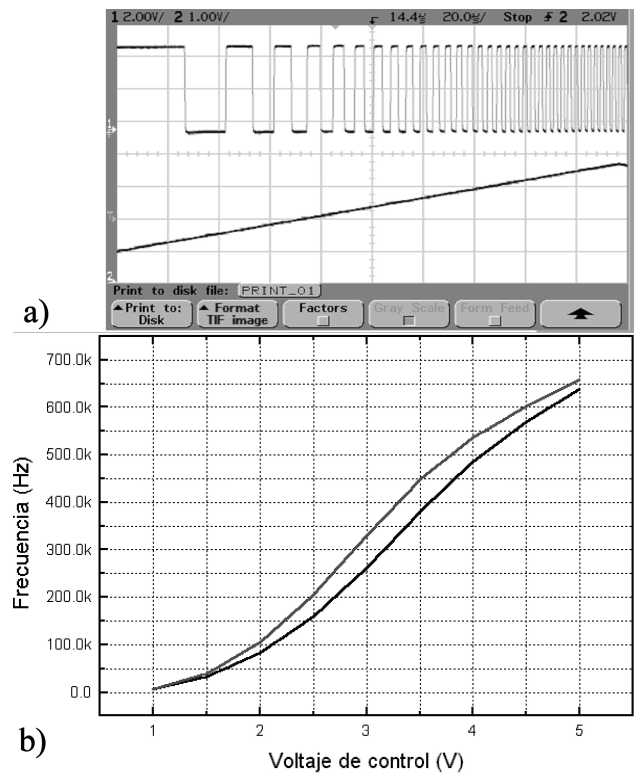 1 2.00V/ 2 1.00V/ 14.4 20.0 / Stop 2 2.02V
1
2
Print to disk file: PRINT_01
Print to: Disk
Format TIF image
Factors
Gray Scale
Form Feed
a)
700.0k
600.0k
500.0k
400.0k
300.0k
200.0k
100.0k
0.0
Frecuencia (Hz)
1 2 3 4 5
Voltaje de control (V)
b)